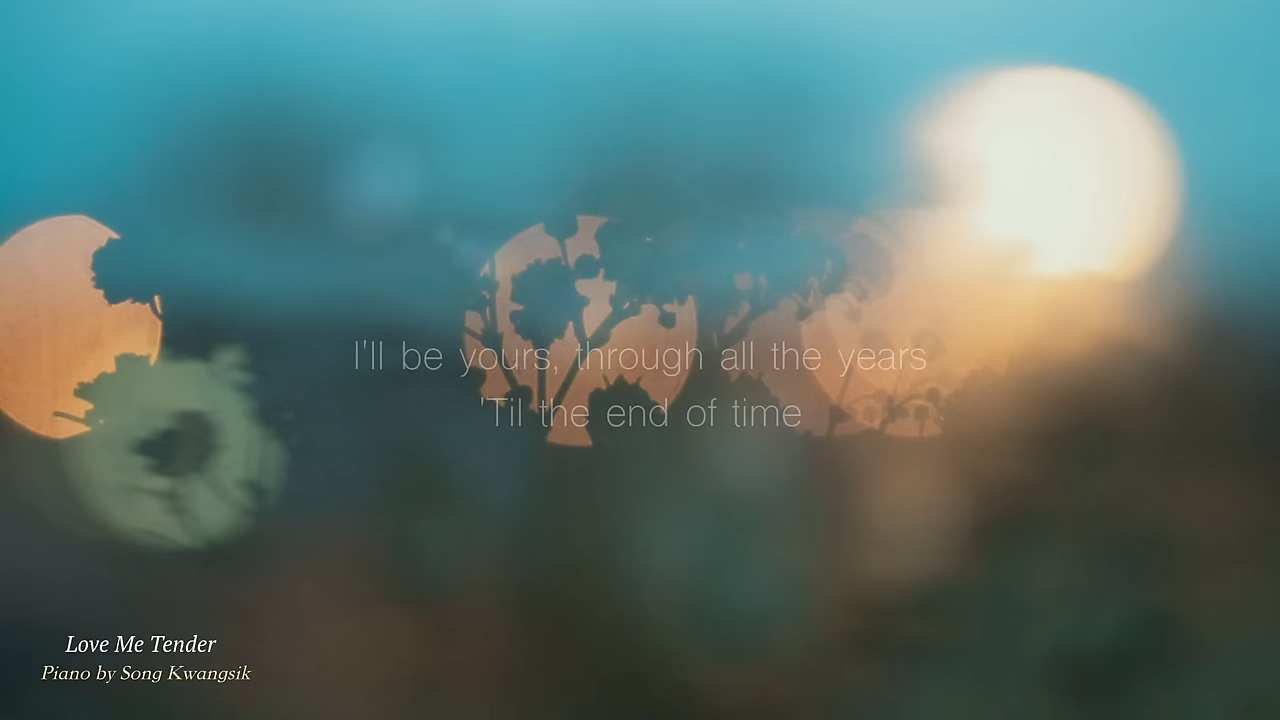 I'll be yours, through all the years
'Til the end of time
Love Me Tender
Piano by Song Kwangsik